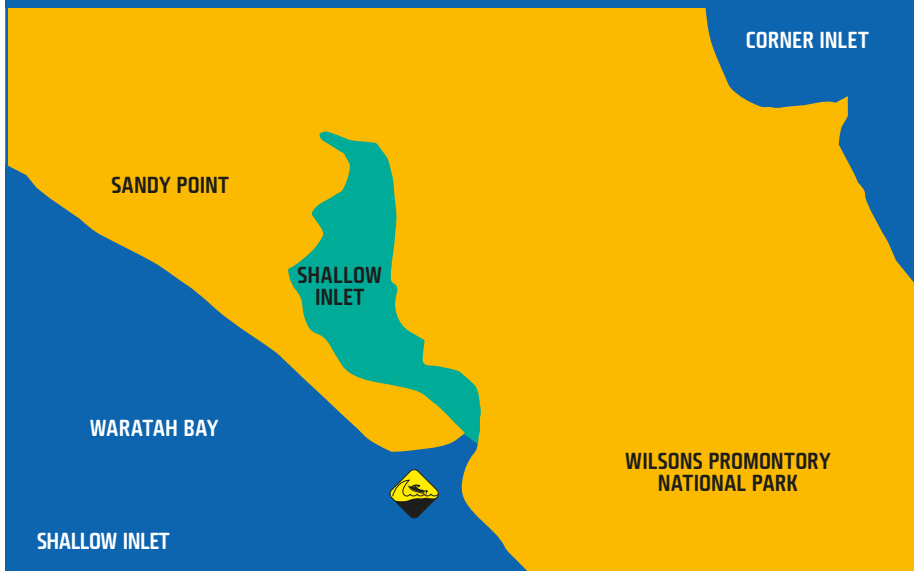 CORNER INLET
SANDY POINT
SHALLOW
INLET
WARATAH BAY
WILSONS PROMONTORY
NATIONAL PARK
SHALLOW INLET